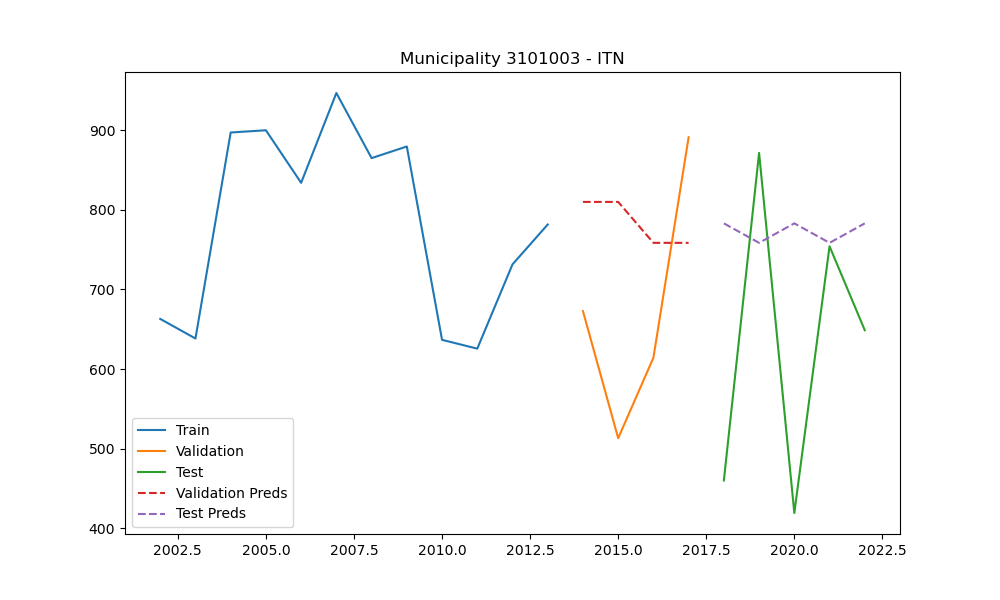 Municipality 3101003 - ITN
900
800
700
600
500
400
Train
Validation
Test
Validation Preds
Test Preds
2002.5 2005.0 2007.5 2010.0 2012.5 2015.0 2017.5 2020.0 2022.5